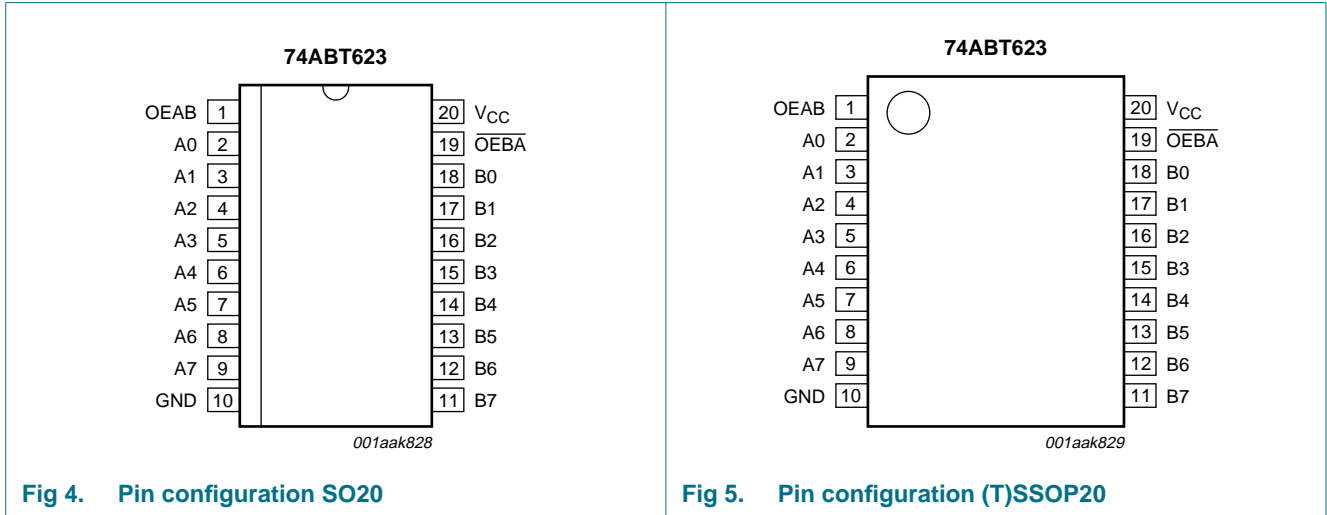 74ABT623
OEAB 1 20 VCC
A0 2 19 OEBA
A1 3 18 B0
A2 4 17 B1
A3 5 16 B2
A4 6 15 B3
A5 7 14 B4
A6 8 13 B5
A7 9 12 B6
GND 10 11 B7
001aak828
Fig 4. Pin configuration SO20
74ABT623
OEAB 1 20 VCC
A0 2 19 OEBA
A1 3 18 B0
A2 4 17 B1
A3 5 16 B2
A4 6 15 B3
A5 7 14 B4
A6 8 13 B5
A7 9 12 B6
GND 10 11 B7
001aak829
Fig 5. Pin configuration (T)SSOP20